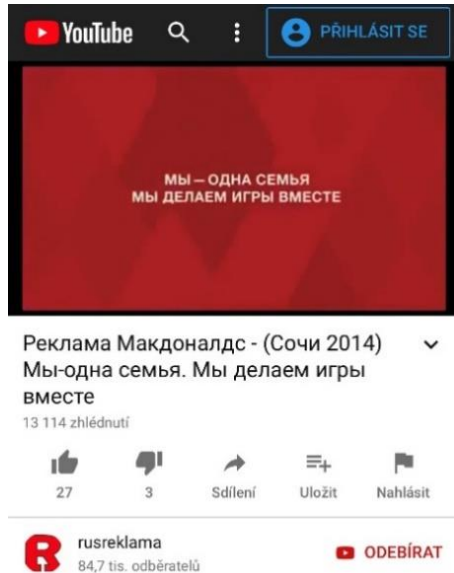 YouTube PŘIHLÁSIT SE
МЫ — ОДНА СЕМЬЯ
МЫ ДЕЛАЕМ ИГРЫ ВМЕСТЕ
Реклама Макдоналдс - (Сочи 2014)
Мы-одна семья. Мы делаем игры
вместе
13 114 zhlédnutí
27 3 Sdílení Uložit Nahlásit
rusreklama
84,7 tis. odběratelů
ODEBÍRAT